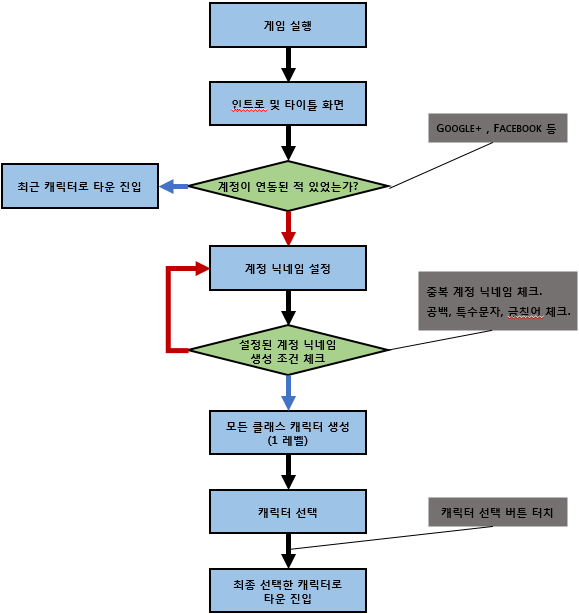 게임 실행
인트로 및 타이틀 화면
GOOGLE+ , FACEBOOK 등
계정이 연동된 적 있었는가?
최근 캐릭터로 타운 진입
계정 닉네임 설정
중복 계정 닉네임 체크.
공백, 특수문자, 금칙어 체크.
설정된 계정 닉네임
생성 조건 체크
모든 클래스 캐릭터 생성
(1 레벨)
캐릭터 선택
캐릭터 선택 버튼 터치
최종 선택한 캐릭터로
타운 진입